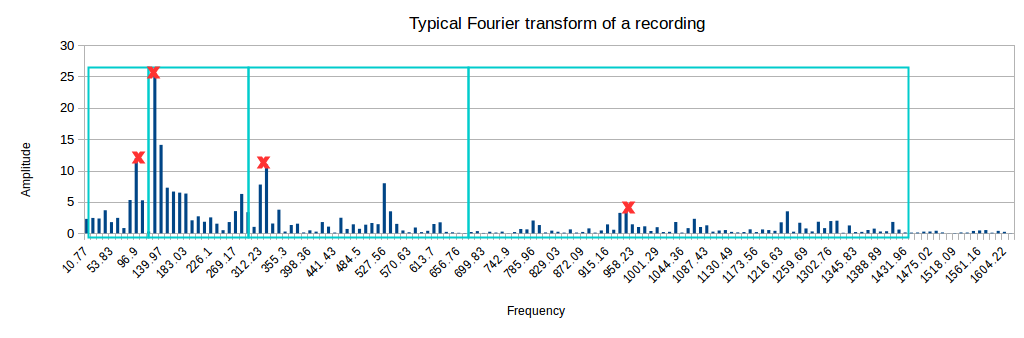 Typical Fourier transform of a recording
30
25
20
15
10
5
0
Amplitude
10.77 53.83 96.9 139.97 183.03 226.1 269.17 312.23 355.3 398.36 441.43 484.5 527.56 570.63 613.7 656.76 699.83 742.9 785.96 829.03 872.09 915.16 958.23 1001.29 1044.36 1087.43 1130.49 1173.56 1216.63 1259.69 1302.76 1345.83 1388.89 1431.96 1475.02 1518.09 1561.16 1604.22
Frequency